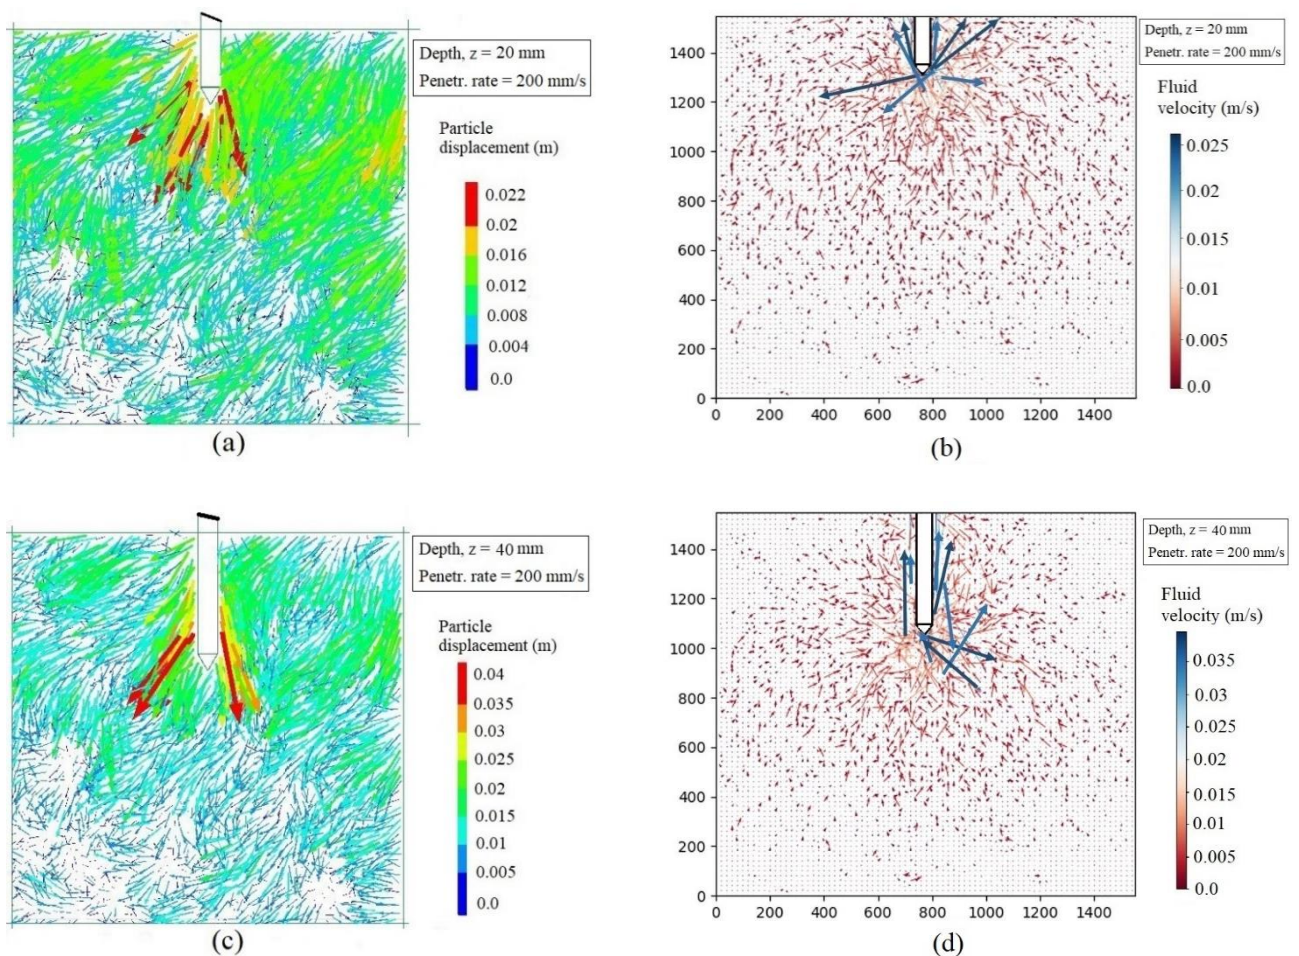 Depth, z = 20 mm
Penetr. rate = 200 mm/s
Particle
displacement (m)
0.022
0.02
0.016
0.012
0.008
0.004
0.0
(a)
1400
1200
1000
800
600
400
200
0
0 200 400 600 800 1000 1200 1400
Depth, z = 20 mm
Penetr. rate = 200 mm/s
Fluid
velocity (m/s)
0.025
0.02
0.015
0.01
0.005
0.0
(b)
Depth, z = 40 mm
Penetr. rate = 200 mm/s
Particle
displacement (m)
0.04
0.035
0.03
0.025
0.02
0.015
0.01
0.005
0.0
(c)
1400
1200
1000
800
600
400
200
0
0 200 400 600 800 1000 1200 1400
Depth, z = 40 mm
Penetr. rate = 200 mm/s
Fluid
velocity (m/s)
0.035
0.03
0.025
0.02
0.015
0.01
0.005
0.0
(d)